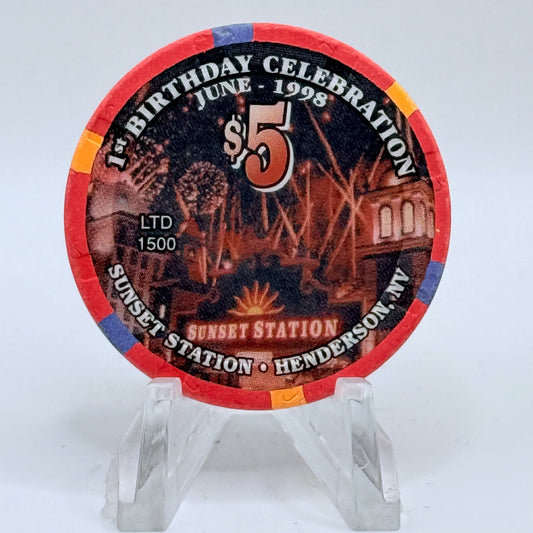 1st BIRTHDAY CELEBRATION
JUNE - 1998
$5
LTD
1500
SUNSET STATION
SUNSET STATION • HENDERSON, NV